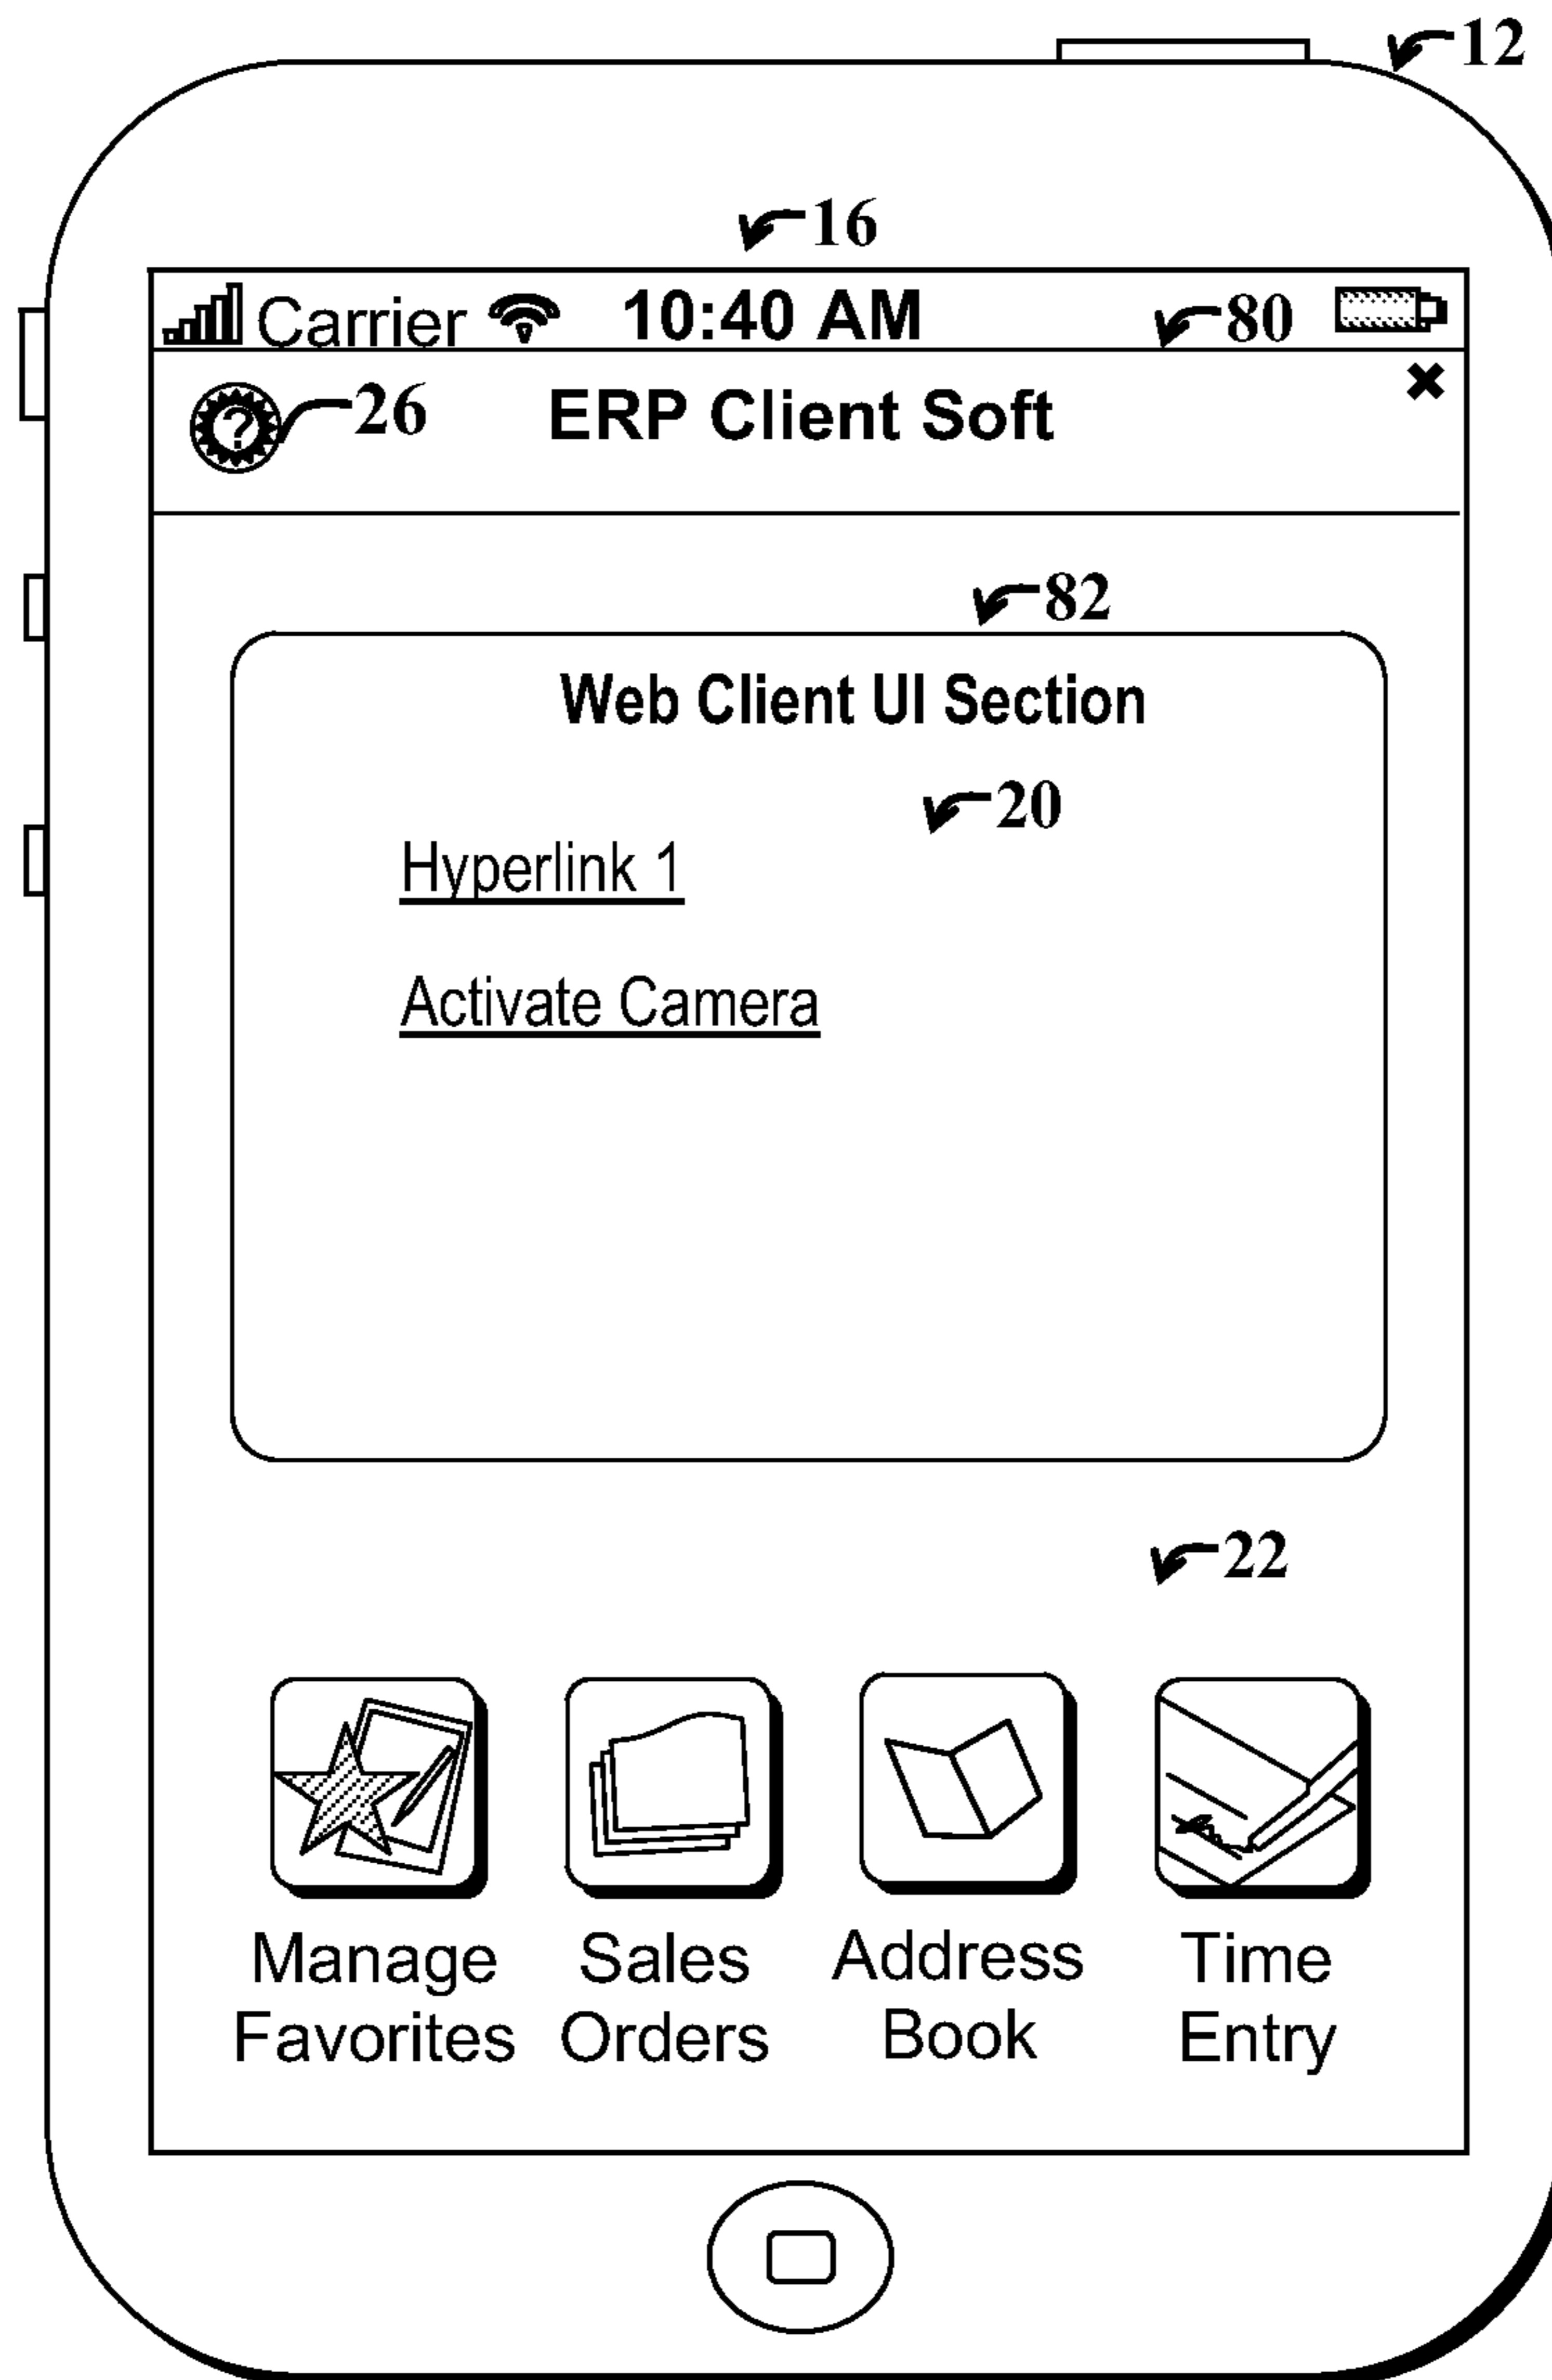 12
16
Carrier 10:40 AM 80
? 26 ERP Client Soft
82
Web Client UI Section
20
Hyperlink 1
Activate Camera
22
Manage Favorites
Sales Orders
Address Book
Time Entry